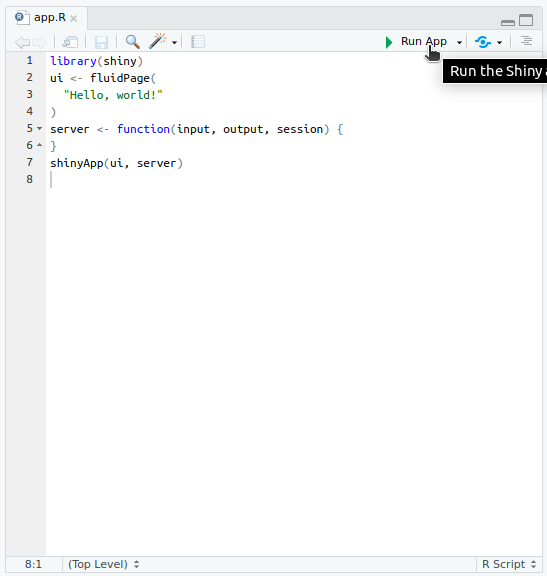 app.R
Run App
Run the Shiny a
1 library(shiny)
2 ui <- fluidPage(
3   "Hello, world!"
4 )
5 server <- function(input, output, session) {
6 }
7 shinyApp(ui, server)
8
8:1 (Top Level) R Script